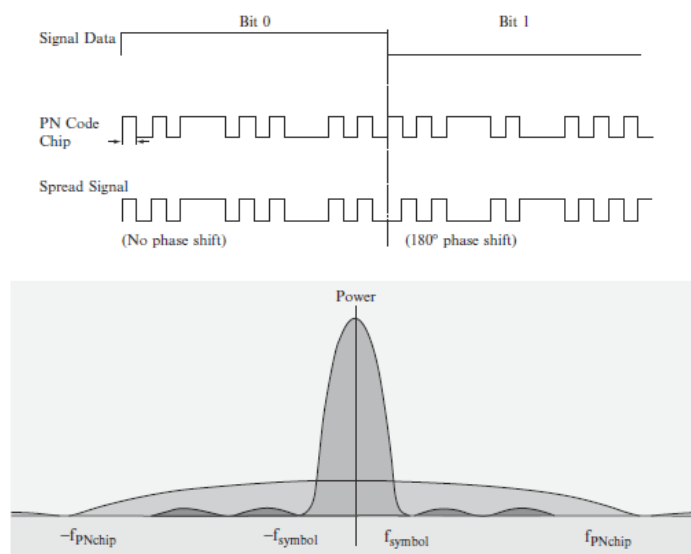 Bit 0 Bit 1
Signal Data
PN Code
Chip
Spread Signal
(No phase shift) (180° phase shift)
Power
−fPNchip −fsymbol fsymbol fPNchip